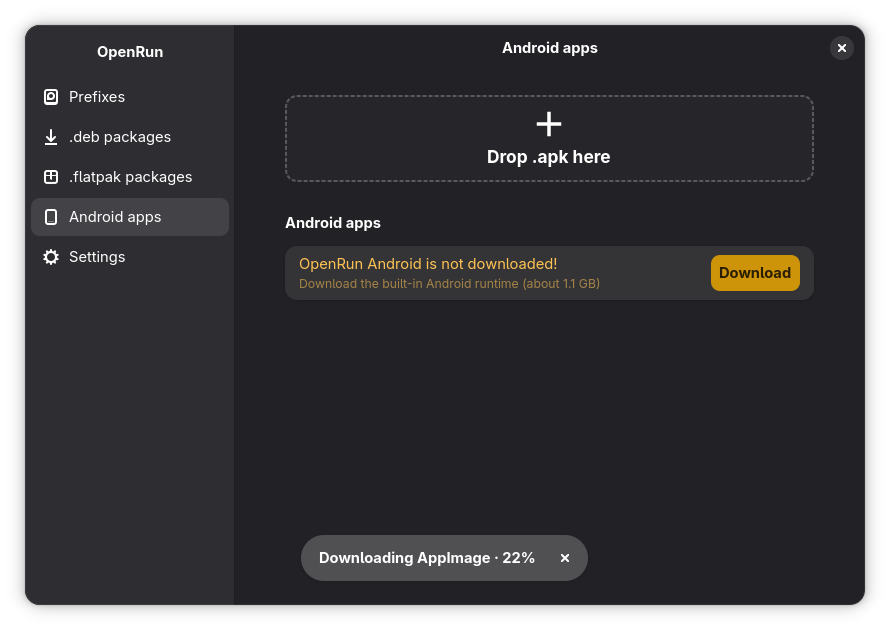 OpenRun
Prefixes
.deb packages
.flatpak packages
Android apps
Settings
Android apps
Drop .apk here
Android apps
OpenRun Android is not downloaded!
Download the built-in Android runtime (about 1.1 GB)
Download
Downloading AppImage · 22%